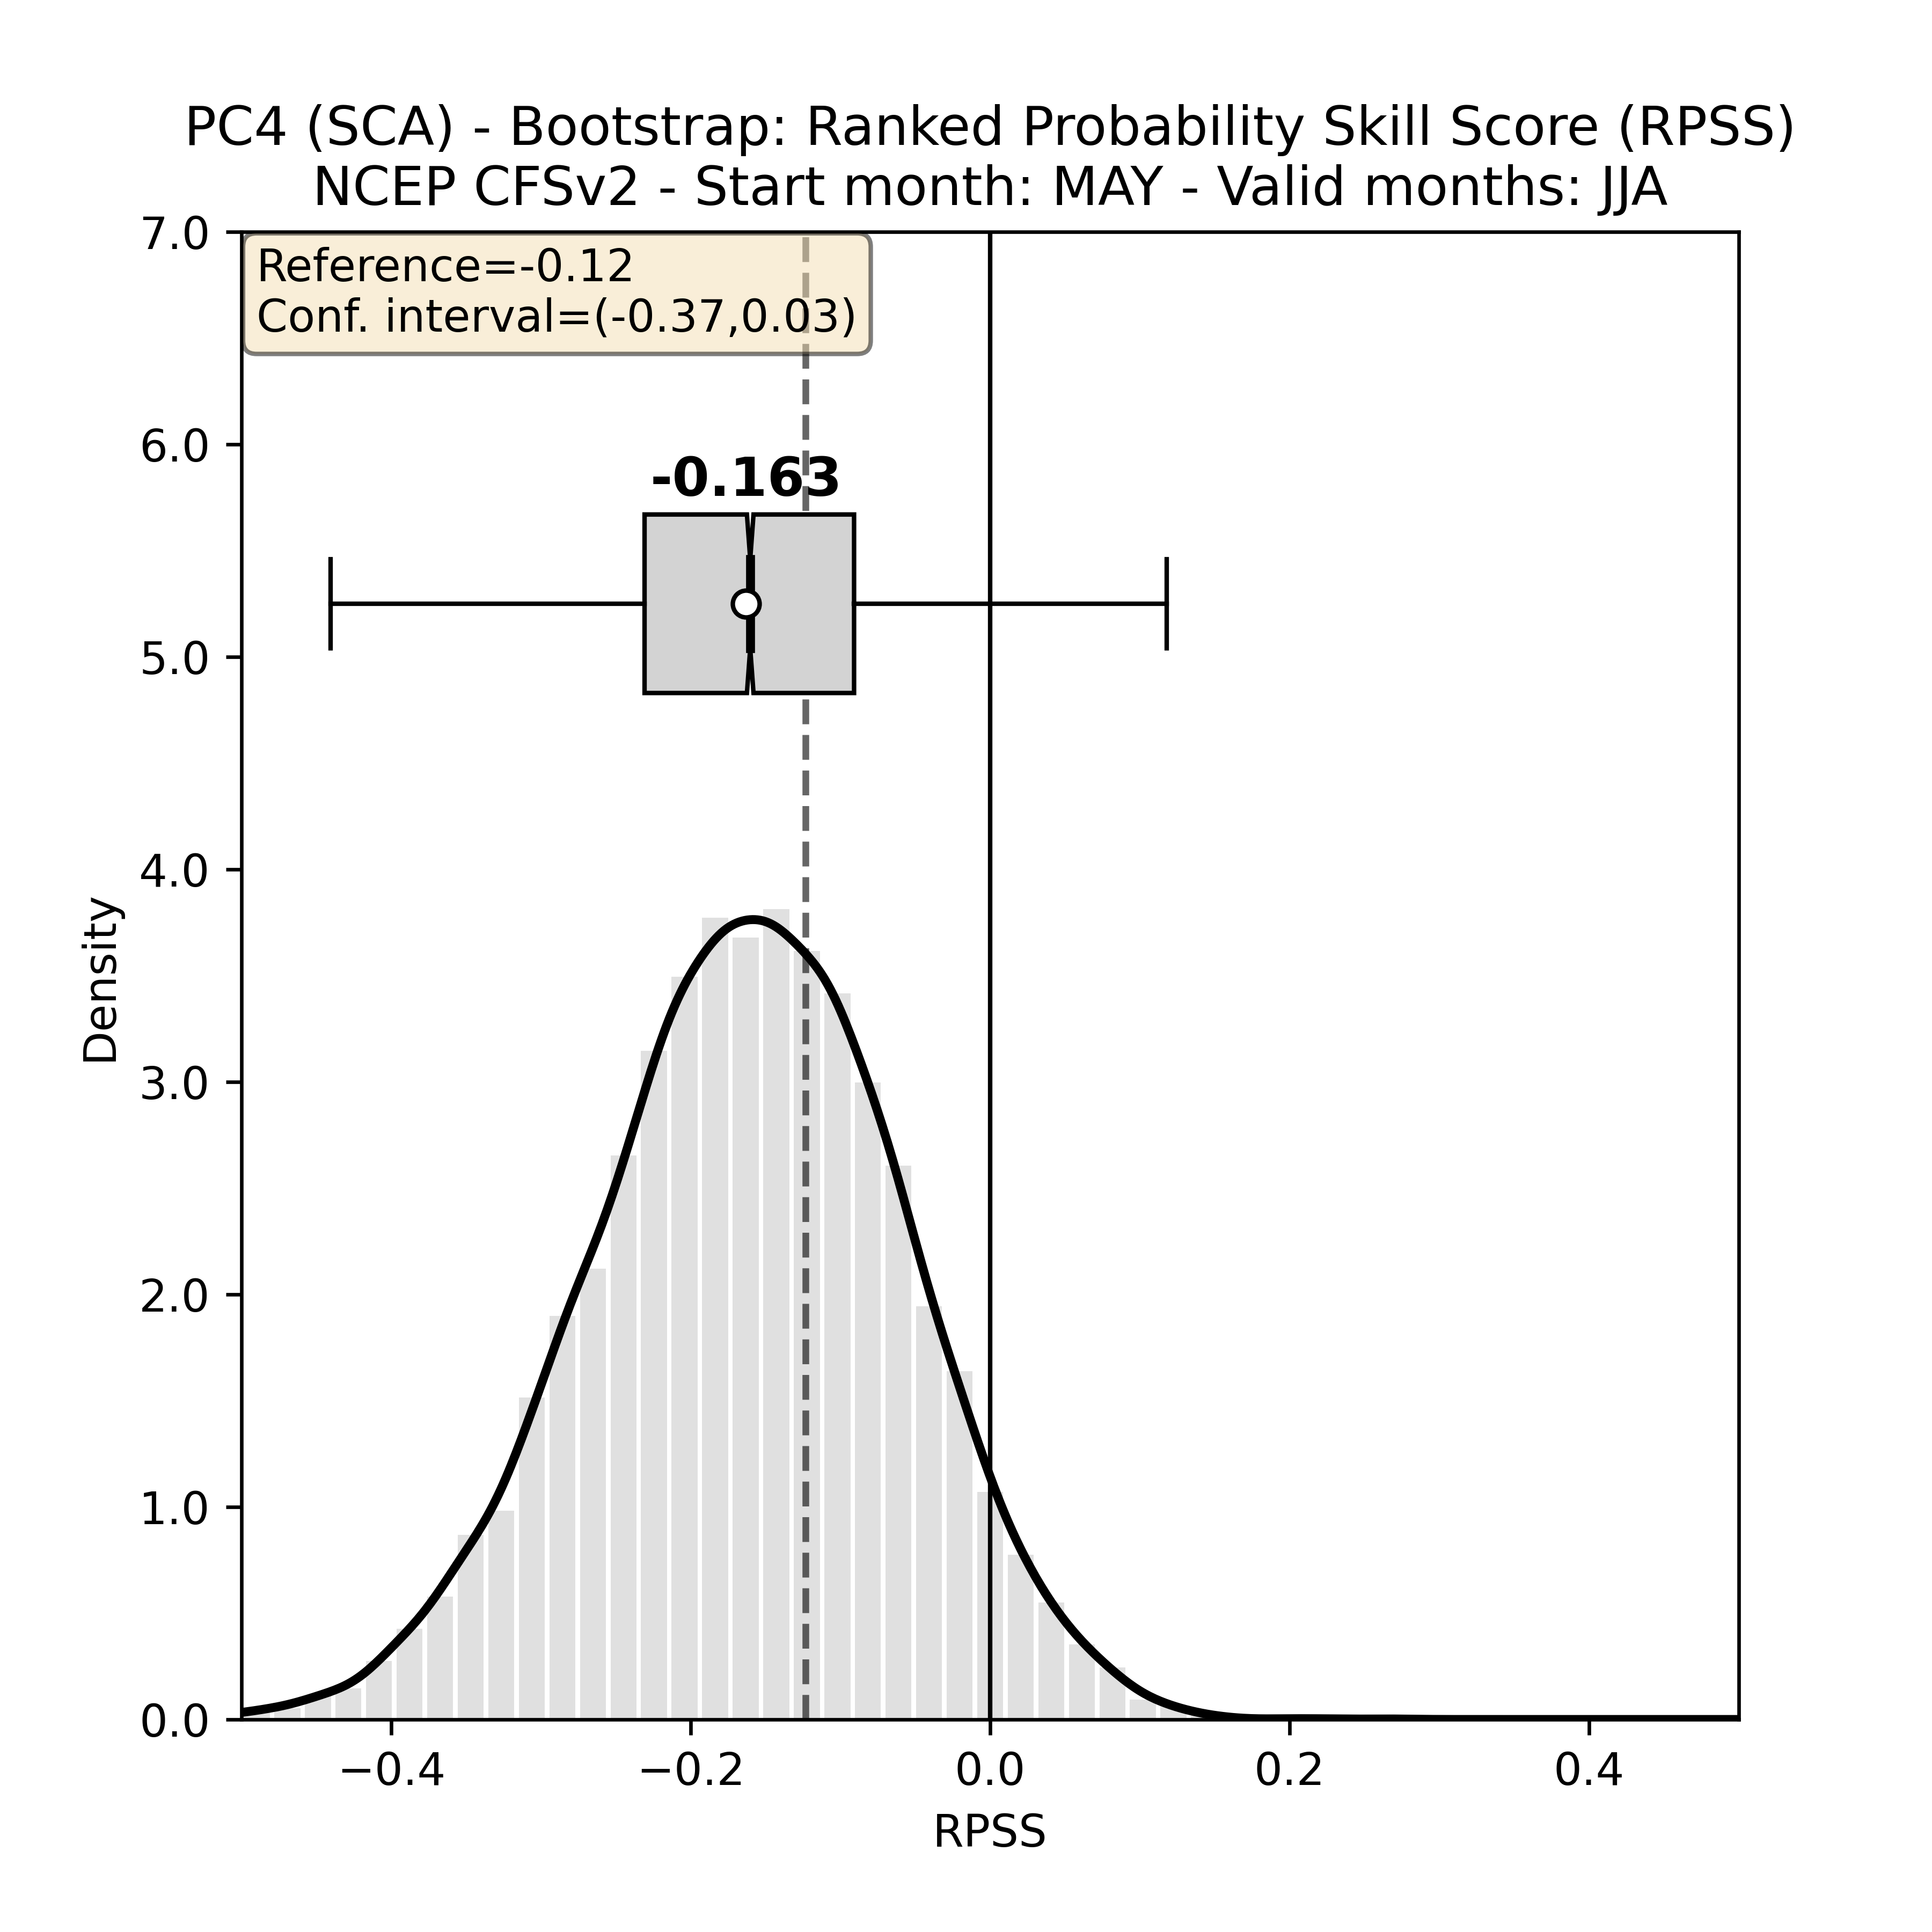 PC4 (SCA) - Bootstrap: Ranked Probability Skill Score (RPSS)
NCEP CFSv2 - Start month: MAY - Valid months: JJA
Reference=-0.12
Conf. interval=(-0.37,0.03)
-0.163
7.0
6.0
5.0
4.0
3.0
2.0
1.0
0.0
Density
−0.4
−0.2
0.0
0.2
0.4
RPSS